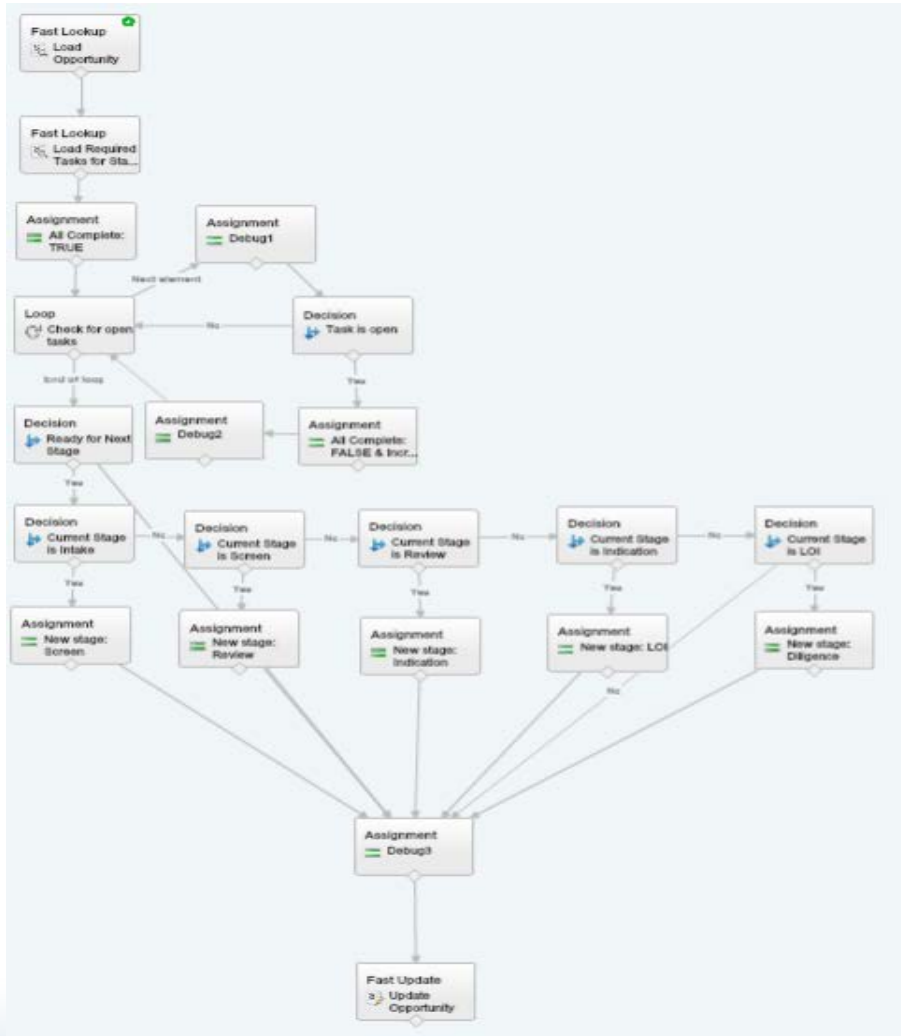 Fast Lookup
Load
Opportunity
Fast Lookup
Load Required
Tasks for Sta...
Assignment
All Complete:
TRUE
Assignment
Debug1
Next element
Loop
Check for open
tasks
No
Decision
Task is open
End of loop
Yes
Decision
Ready for Next
Stage
Assignment
Debug2
Assignment
All Complete:
FALSE & Incr...
Yes
Decision
Current Stage
is Intake
No
Decision
Current Stage
is Screen
No
Decision
Current Stage
is Review
No
Decision
Current Stage
is Indication
No
Decision
Current Stage
is LOI
Yes
Yes
Yes
Yes
Yes
Assignment
New stage:
Screen
Assignment
New stage:
Review
Assignment
New stage:
Indication
Assignment
New stage: LOI
Assignment
New stage:
Diligence
No
Assignment
Debug3
Fast Update
Update
Opportunity